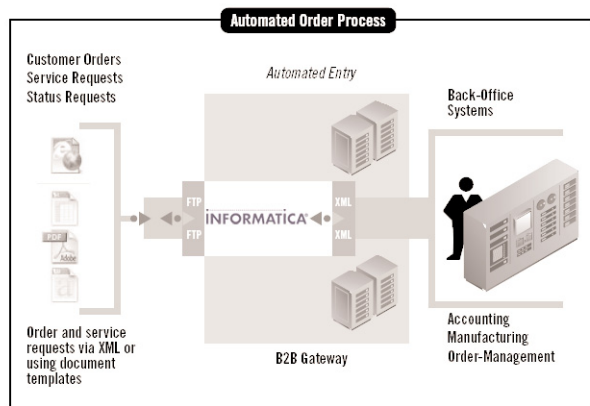 Automated Order Process
Customer Orders
Service Requests
Status Requests
Automated Entry
Back-Office
Systems
FTP
XML
INFORMATICA®
FTP
XML
PDF
Adobe
Order and service
requests via XML or
using document
templates
B2B Gateway
Accounting
Manufacturing
Order-Management